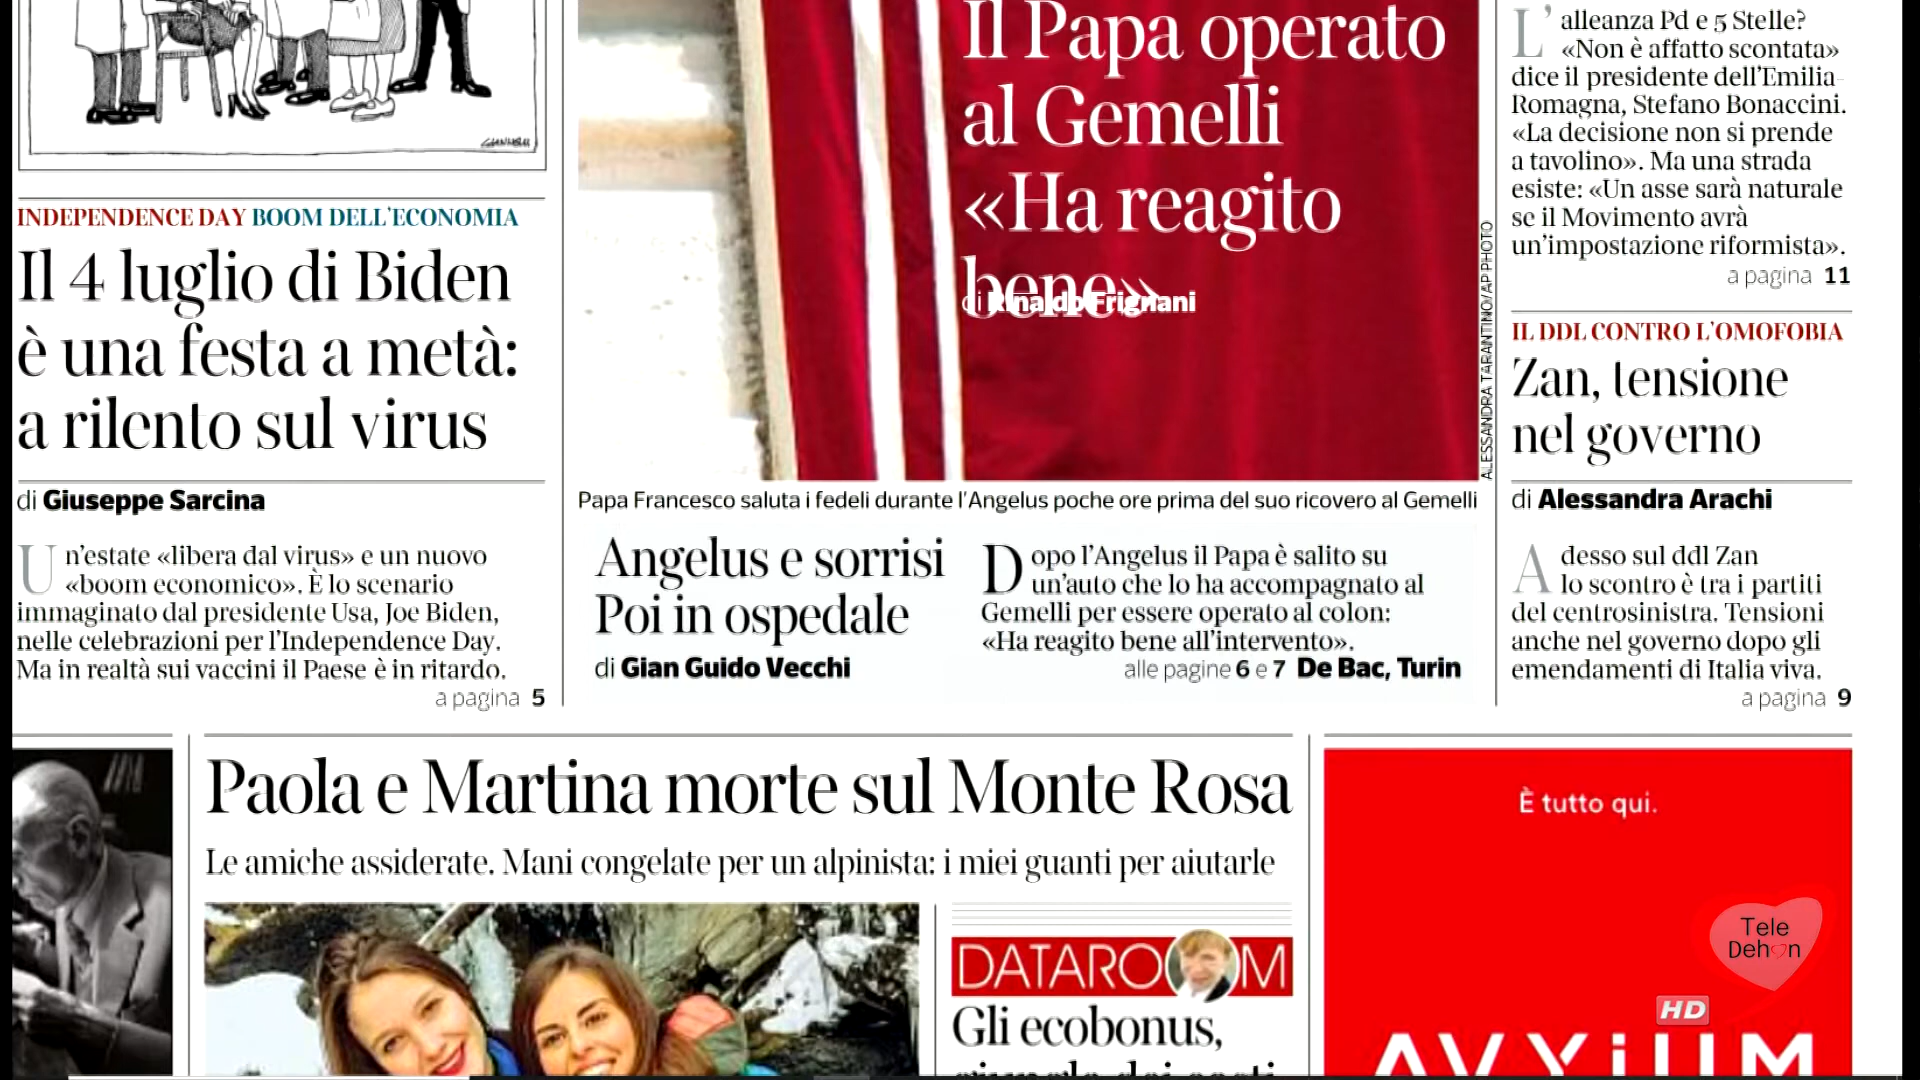 GIANNELLI
INDEPENDENCE DAY BOOM DELL'ECONOMIA
Il 4 luglio di Biden
è una festa a metà:
a rilento sul virus
di Giuseppe Sarcina
Un'estate «libera dal virus» e un nuovo
«boom economico». È lo scenario
immaginato dal presidente Usa, Joe Biden,
nelle celebrazioni per l'Independence Day.
Ma in realtà sui vaccini il Paese è in ritardo.
a pagina 5
Il Papa operato
al Gemelli
«Ha reagito
bene»
di Rinaldo Frignani
ALESSANDRA TARANTINO/AP PHOTO
Papa Francesco saluta i fedeli durante l'Angelus poche ore prima del suo ricovero al Gemelli
Angelus e sorrisi
Poi in ospedale
di Gian Guido Vecchi
Dopo l'Angelus il Papa è salito su
un'auto che lo ha accompagnato al
Gemelli per essere operato al colon:
«Ha reagito bene all'intervento».
alle pagine 6 e 7 De Bac, Turin
L'alleanza Pd e 5 Stelle?
«Non è affatto scontata»
dice il presidente dell'Emilia-
Romagna, Stefano Bonaccini.
«La decisione non si prende
a tavolino». Ma una strada
esiste: «Un asse sarà naturale
se il Movimento avrà
un'impostazione riformista».
a pagina 11
IL DDL CONTRO L'OMOFOBIA
Zan, tensione
nel governo
di Alessandra Arachi
Adesso sul ddl Zan
lo scontro è tra i partiti
del centrosinistra. Tensioni
anche nel governo dopo gli
emendamenti di Italia viva.
a pagina 9
Paola e Martina morte sul Monte Rosa
Le amiche assiderate. Mani congelate per un alpinista: i miei guanti per aiutarle
DATAROOM
Gli ecobonus,
È tutto qui.
Tele
Dehon
HD
AVXiUM